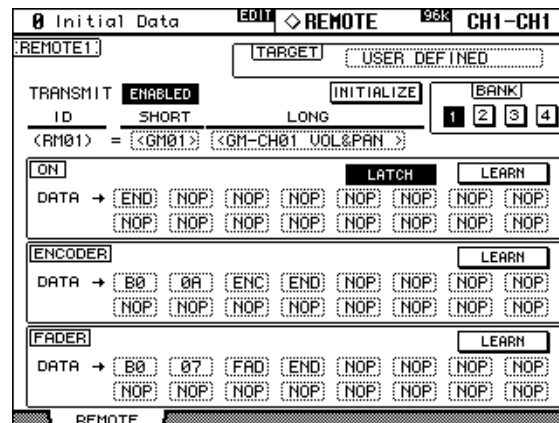 0 Initial Data EDIT ◇REMOTE 96k CH1-CH1
REMOTE1 TARGET USER DEFINED
TRANSMIT ENABLED INITIALIZE BANK
ID SHORT LONG 1 2 3 4
(RM01) = <GM01> <GM-CH01 VOL&PAN >
ON LATCH LEARN
DATA → END NOP NOP NOP NOP NOP NOP NOP
NOP NOP NOP NOP NOP NOP NOP NOP
ENCODER LEARN
DATA → B0 0A ENC END NOP NOP NOP NOP
NOP NOP NOP NOP NOP NOP NOP NOP
FADER LEARN
DATA → B0 07 FAD END NOP NOP NOP NOP
NOP NOP NOP NOP NOP NOP NOP NOP
REMOTE